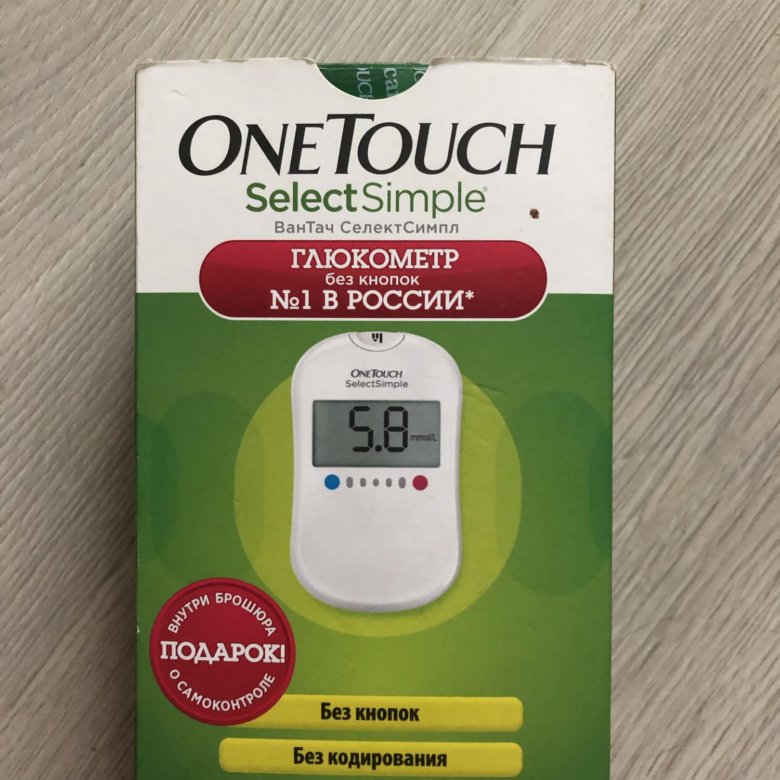 ONETOUCH
SelectSimple®
ВанТач СелектСимпл
ГЛЮКОМЕТР
без кнопок
№1 В РОССИИ*
ONETOUCH
SelectSimple
5.8 mmol/L
ВНУТРИ БРОШЮРА
ПОДАРОК!
О САМОКОНТРОЛЕ
Без кнопок
Без кодирования